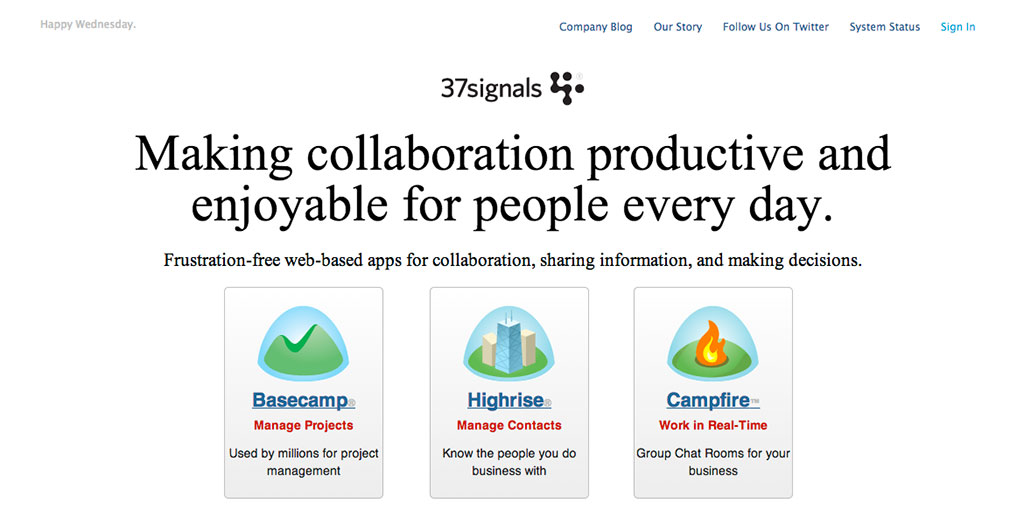 Happy Wednesday.
Company Blog Our Story Follow Us On Twitter System Status Sign In
37signals ®
Making collaboration productive and
enjoyable for people every day.
Frustration-free web-based apps for collaboration, sharing information, and making decisions.
Basecamp®
Manage Projects
Used by millions for project
management
Highrise®
Manage Contacts
Know the people you do
business with
Campfire™
Work in Real-Time
Group Chat Rooms for your
business